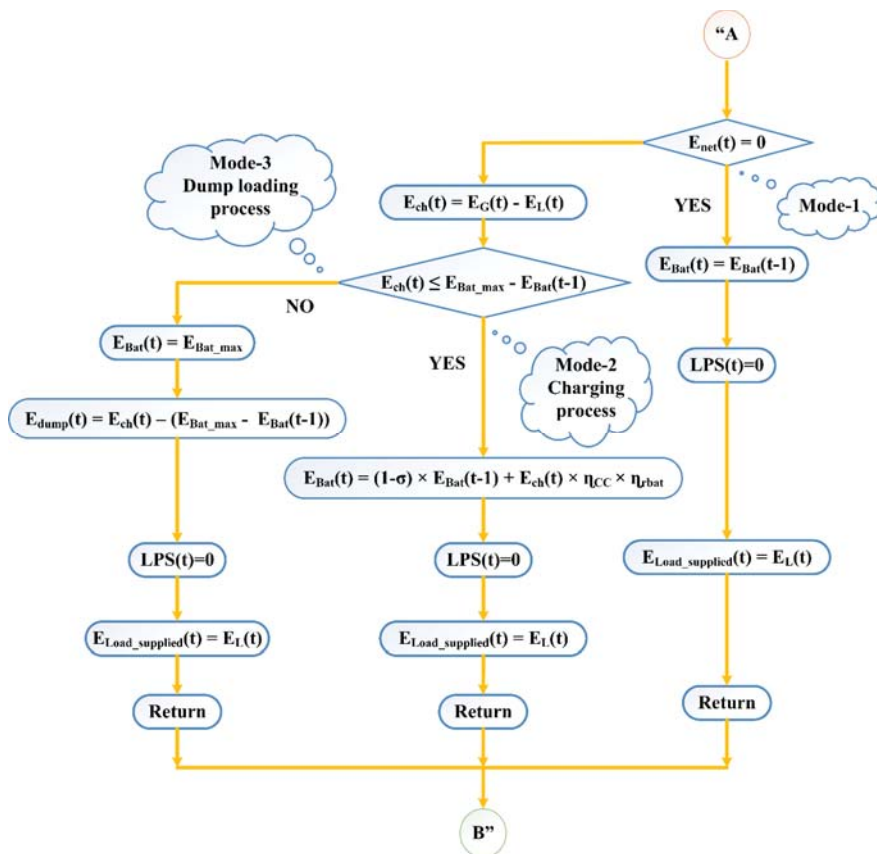 “A
E_net(t) = 0
Mode-3
Dump loading
process
E_ch(t) = E_G(t) - E_L(t)
YES
Mode-1
E_Bat(t) = E_Bat(t-1)
E_ch(t) ≤ E_Bat_max - E_Bat(t-1)
NO
E_Bat(t) = E_Bat_max
YES
Mode-2
Charging
process
LPS(t)=0
E_dump(t) = E_ch(t) – (E_Bat_max - E_Bat(t-1))
E_Bat(t) = (1-σ) × E_Bat(t-1) + E_ch(t) × η_CC × η_rbat
LPS(t)=0
LPS(t)=0
E_Load_supplied(t) = E_L(t)
E_Load_supplied(t) = E_L(t)
E_Load_supplied(t) = E_L(t)
Return
Return
Return
B”